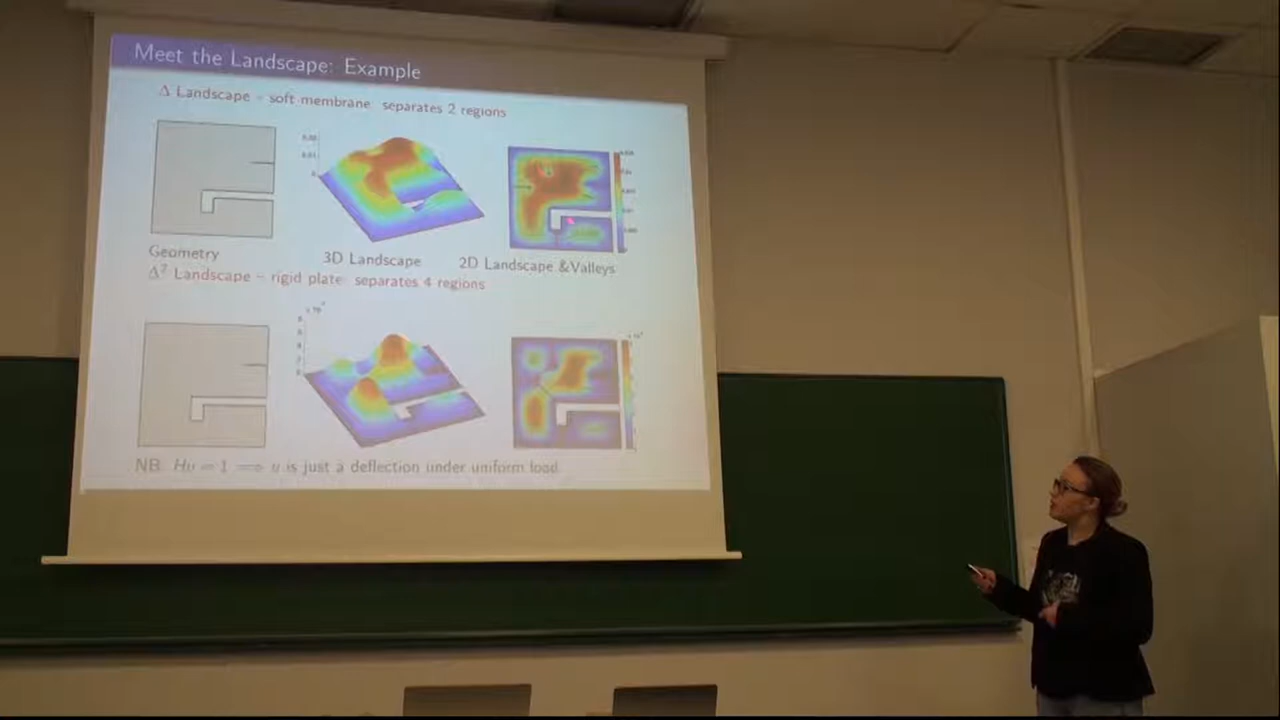 Meet the Landscape: Example
Δ Landscape – soft membrane separates 2 regions
Geometry
3D Landscape
2D Landscape &Valleys
Δ² Landscape – rigid plate separates 4 regions
NB: Hu = 1 ⟹ u is just a deflection under uniform load.